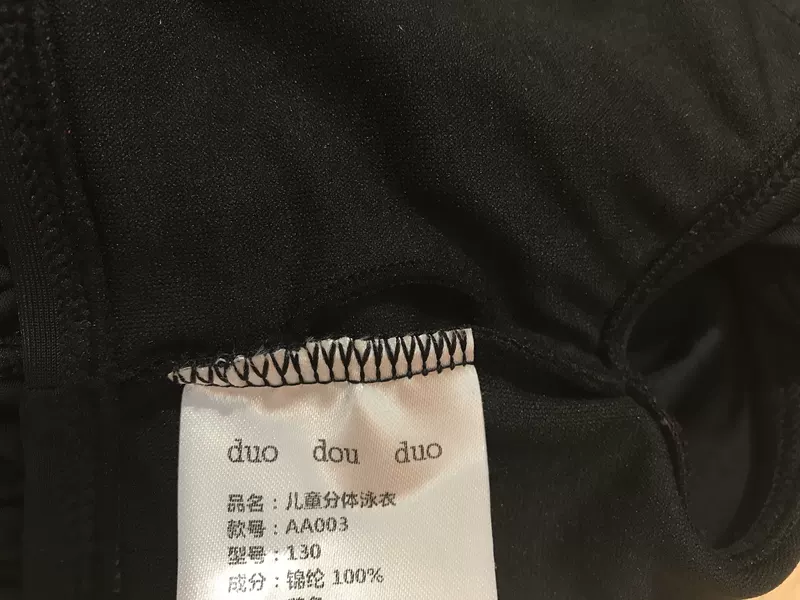 duo dou duo
品名：儿童分体泳衣
款号：AA003
型号：130
成分：锦纶 100%